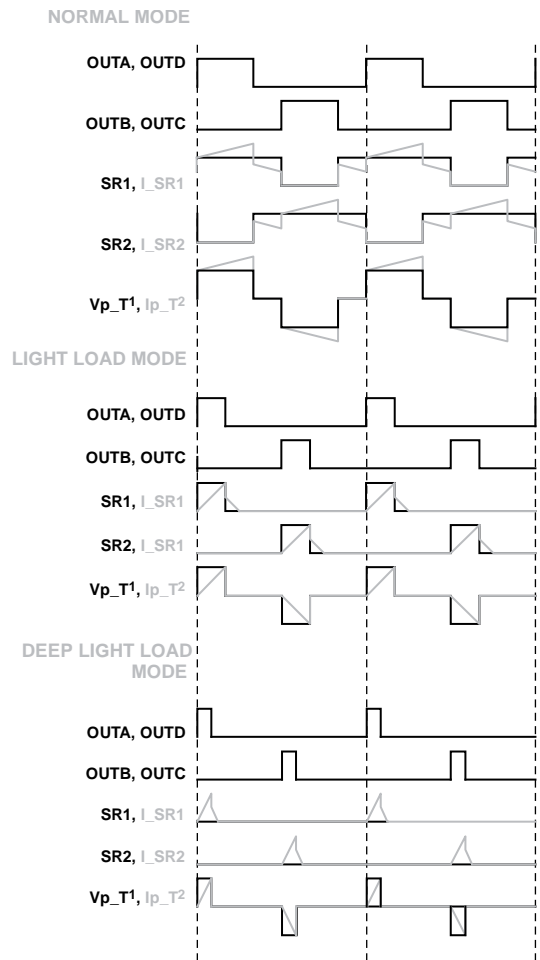 NORMAL MODE
OUTA, OUTD
OUTB, OUTC
SR1, I_SR1
SR2, I_SR2
Vp_T1, Ip_T2
LIGHT LOAD MODE
OUTA, OUTD
OUTB, OUTC
SR1, I_SR1
SR2, I_SR1
Vp_T1, Ip_T2
DEEP LIGHT LOAD
MODE
OUTA, OUTD
OUTB, OUTC
SR1, I_SR1
SR2, I_SR2
Vp_T1, Ip_T2